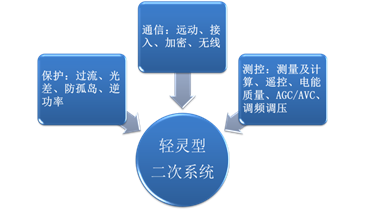 通信：远动、接
入、加密、无线
保护：过流、光
差、防孤岛、逆
功率
测控：测量及计
算、遥控、电能
质量、AGC/AVC、
调频调压
轻灵型
二次系统